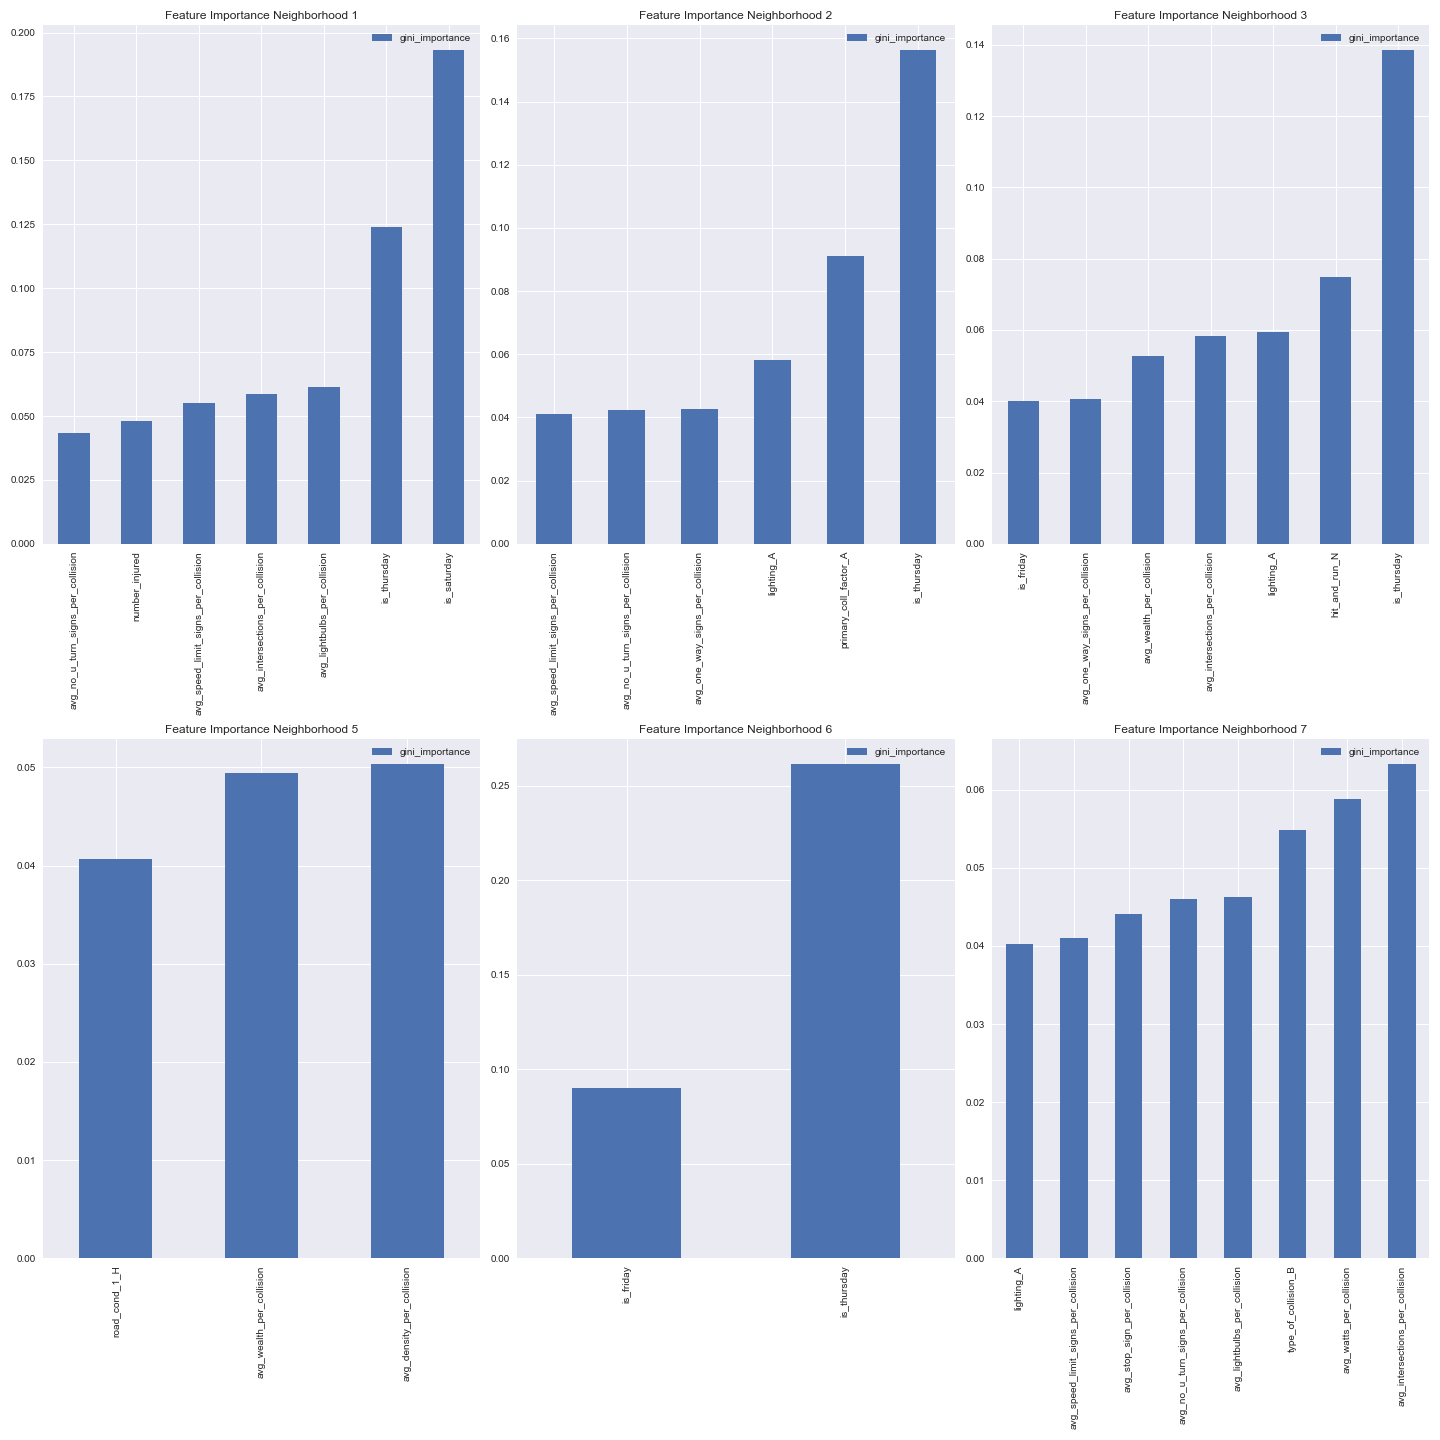 Feature Importance Neighborhood 1
gini_importance
0.200
0.175
0.150
0.125
0.100
0.075
0.050
0.025
0.000
avg_no_u_turn_signs_per_collision
number_injured
avg_speed_limit_signs_per_collision
avg_intersections_per_collision
avg_lightbulbs_per_collision
is_thursday
is_saturday
Feature Importance Neighborhood 2
gini_importance
0.16
0.14
0.12
0.10
0.08
0.06
0.04
0.02
0.00
avg_speed_limit_signs_per_collision
avg_no_u_turn_signs_per_collision
avg_one_way_signs_per_collision
lighting_A
primary_coll_factor_A
is_thursday
Feature Importance Neighborhood 3
gini_importance
0.14
0.12
0.10
0.08
0.06
0.04
0.02
0.00
is_friday
avg_one_way_signs_per_collision
avg_wealth_per_collision
avg_intersections_per_collision
lighting_A
hit_and_run_N
is_thursday
Feature Importance Neighborhood 5
gini_importance
0.05
0.04
0.03
0.02
0.01
0.00
road_cond_1_H
avg_wealth_per_collision
avg_density_per_collision
Feature Importance Neighborhood 6
gini_importance
0.25
0.20
0.15
0.10
0.05
0.00
is_friday
is_thursday
Feature Importance Neighborhood 7
gini_importance
0.06
0.05
0.04
0.03
0.02
0.01
0.00
lighting_A
avg_speed_limit_signs_per_collision
avg_stop_sign_per_collision
avg_no_u_turn_signs_per_collision
avg_lightbulbs_per_collision
type_of_collision_B
avg_watts_per_collision
avg_intersections_per_collision